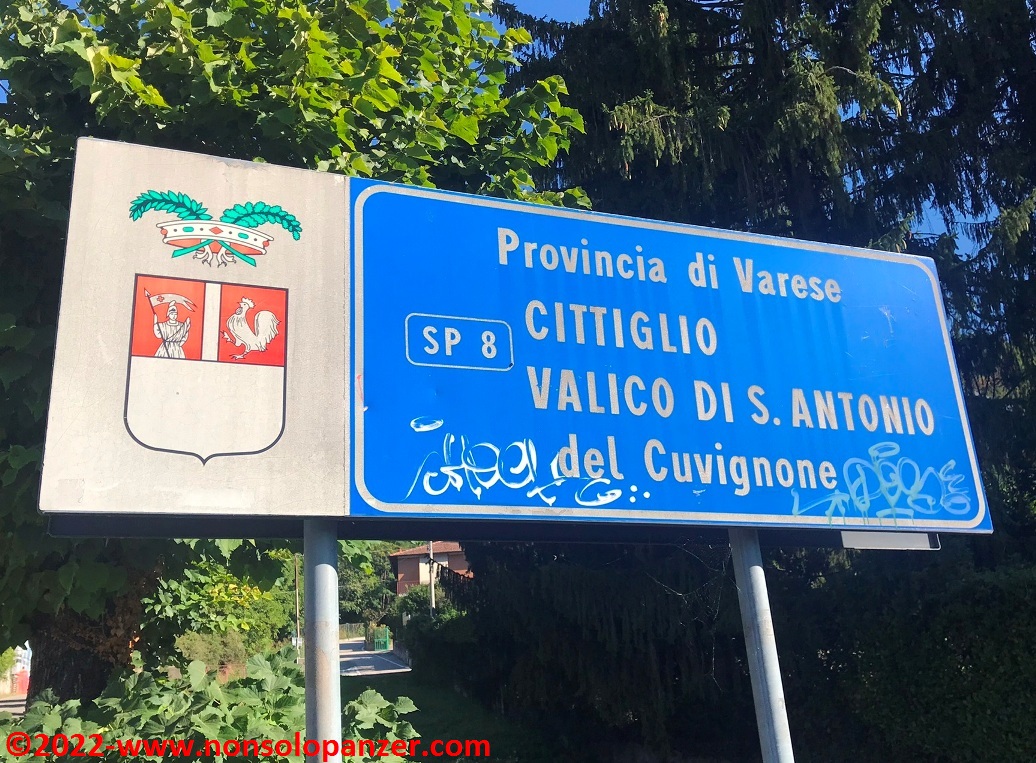 Provincia di Varese
SP 8
CITTIGLIO
VALICO DI S. ANTONIO
del Cuvignone
©2022-www.nonsolopanzer.com